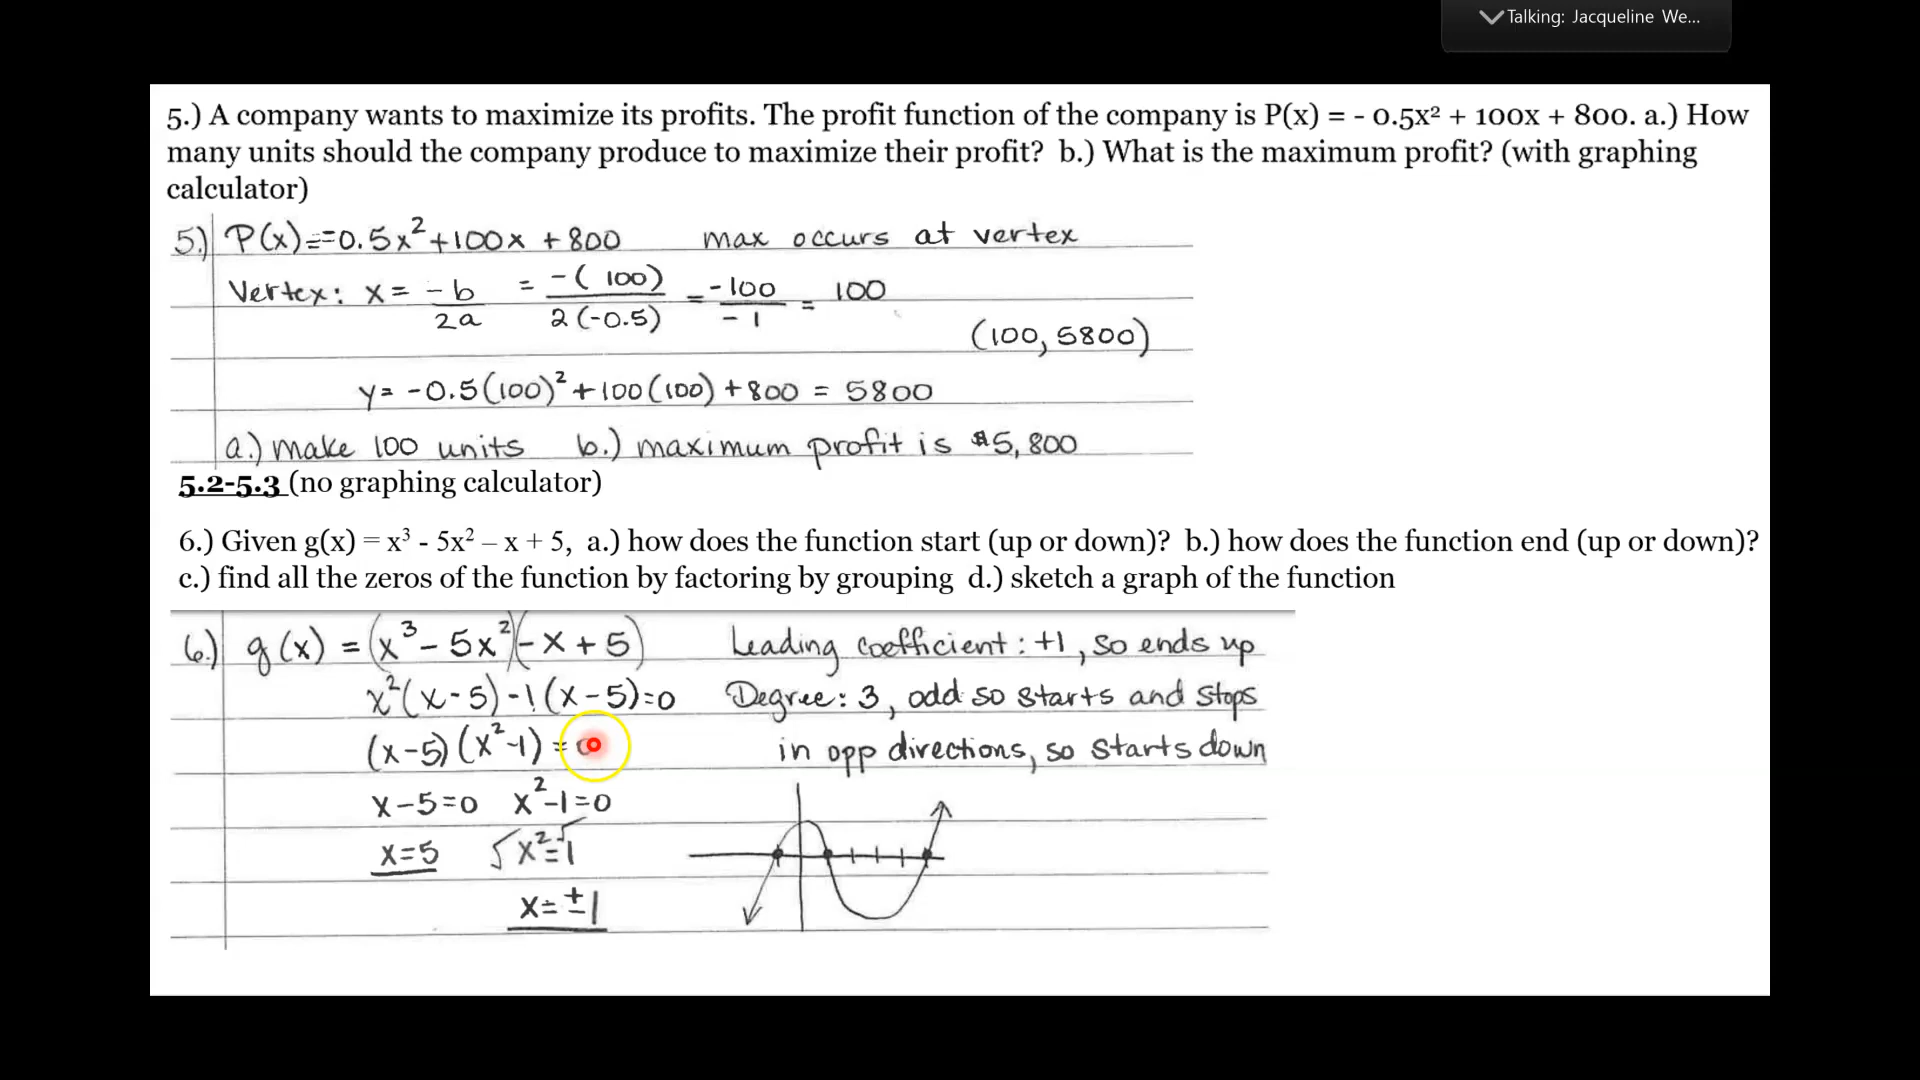 Talking: Jacqueline We...
5.) A company wants to maximize its profits. The profit function of the company is P(x) = - 0.5x² + 100x + 800. a.) How
many units should the company produce to maximize their profit? b.) What is the maximum profit? (with graphing
calculator)
5.) P(x)=-0.5x²+100x +800 max occurs at vertex
Vertex: x = -b/2a = -(100)/2(-0.5) = -100/-1 = 100
(100, 5800)
y= -0.5(100)²+100(100)+800 = 5800
a.) make 100 units b.) maximum profit is $5,800
5.2-5.3 (no graphing calculator)
6.) Given g(x) = x³ - 5x² – x + 5, a.) how does the function start (up or down)? b.) how does the function end (up or down)?
c.) find all the zeros of the function by factoring by grouping d.) sketch a graph of the function
6.) g(x) = (x³ - 5x²)(-x + 5) Leading coefficient: +1, so ends up
x²(x-5) -1(x-5)=0 Degree: 3, odd so starts and stops
(x-5)(x²-1) = 0 in opp directions, so starts down
x-5=0 x²-1=0
x=5 √x²=√1
x=±1